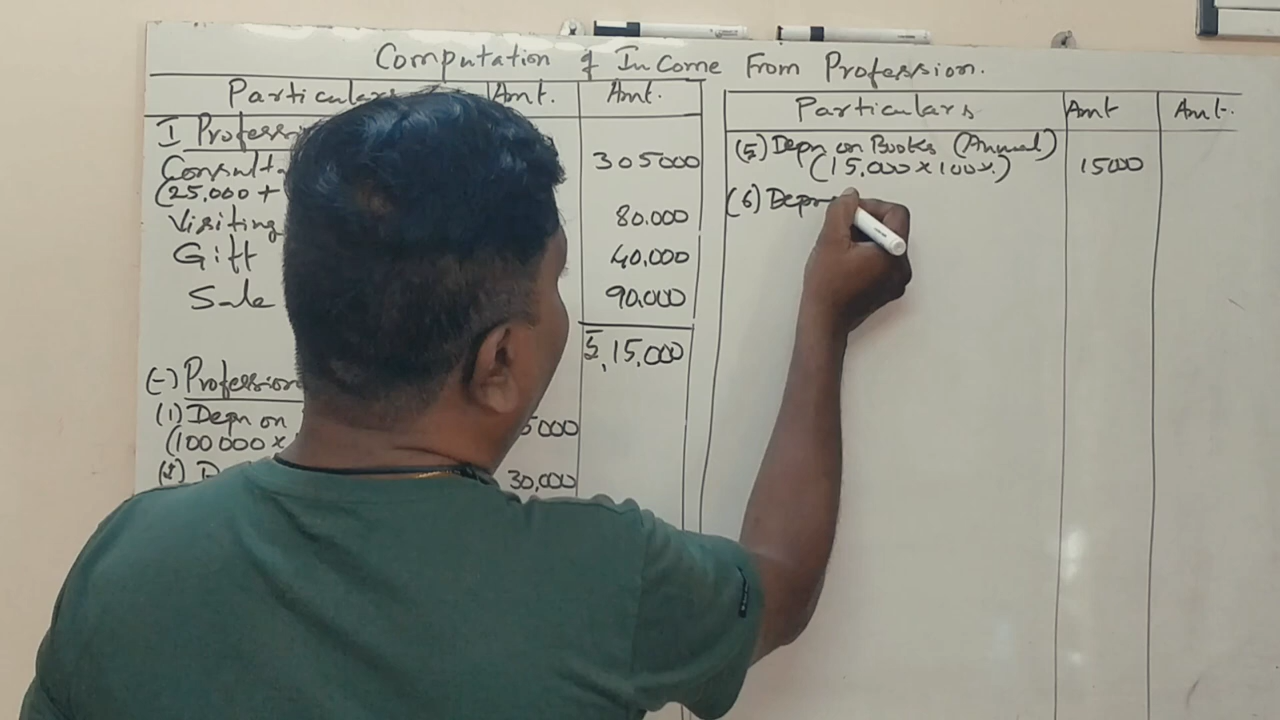 Computation of InCome From Profession.
Particulars Amt. Amt.
I Professi
Consulta 305000
(25,000 +
Visiting 80.000
Gift 40,000
Sale 90.000
5,15,000
(-) Profession
(1) Depn on 5000
(100000 ×
30,000
Particulars Amt Amt.
(5) Depn on Books (Annual)
(15,000 × 100%) 15000
(6) Depn